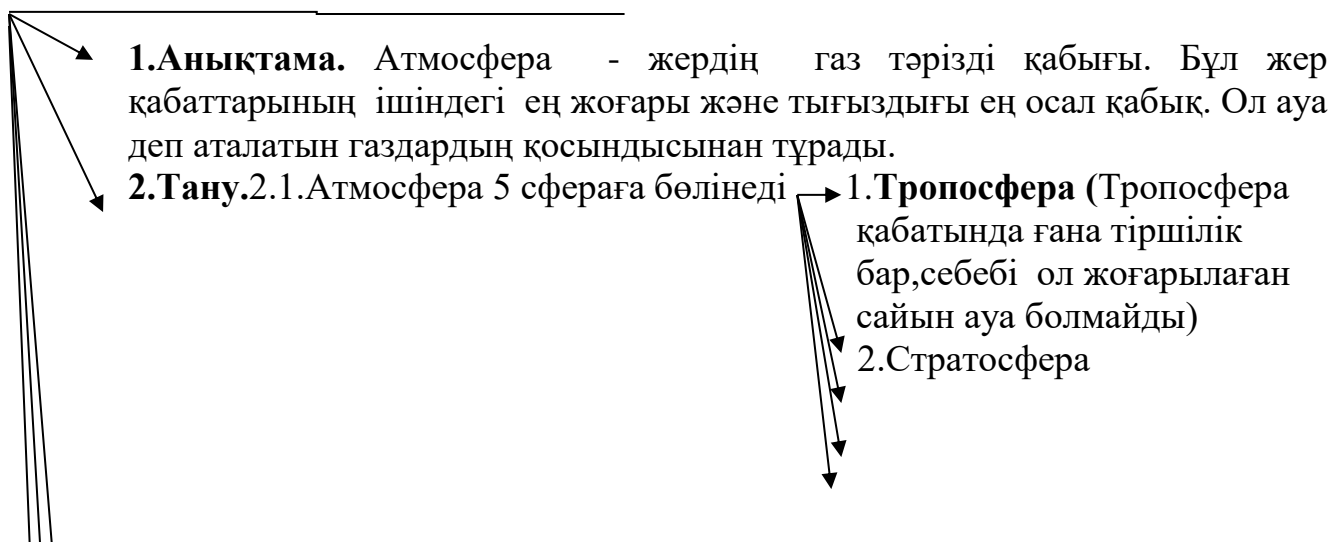 1.Анықтама. Атмосфера - жердің газ тәрізді қабығы. Бұл жер
қабаттарының ішіндегі ең жоғары және тығыздығы ең осал қабық. Ол ауа
деп аталатын газдардың қосындысынан тұрады.
2.Тану.2.1.Атмосфера 5 сфераға бөлінеді 1.Тропосфера (Тропосфера
қабатында ғана тіршілік
бар,себебі ол жоғарылаған
сайын ауа болмайды)
2.Стратосфера